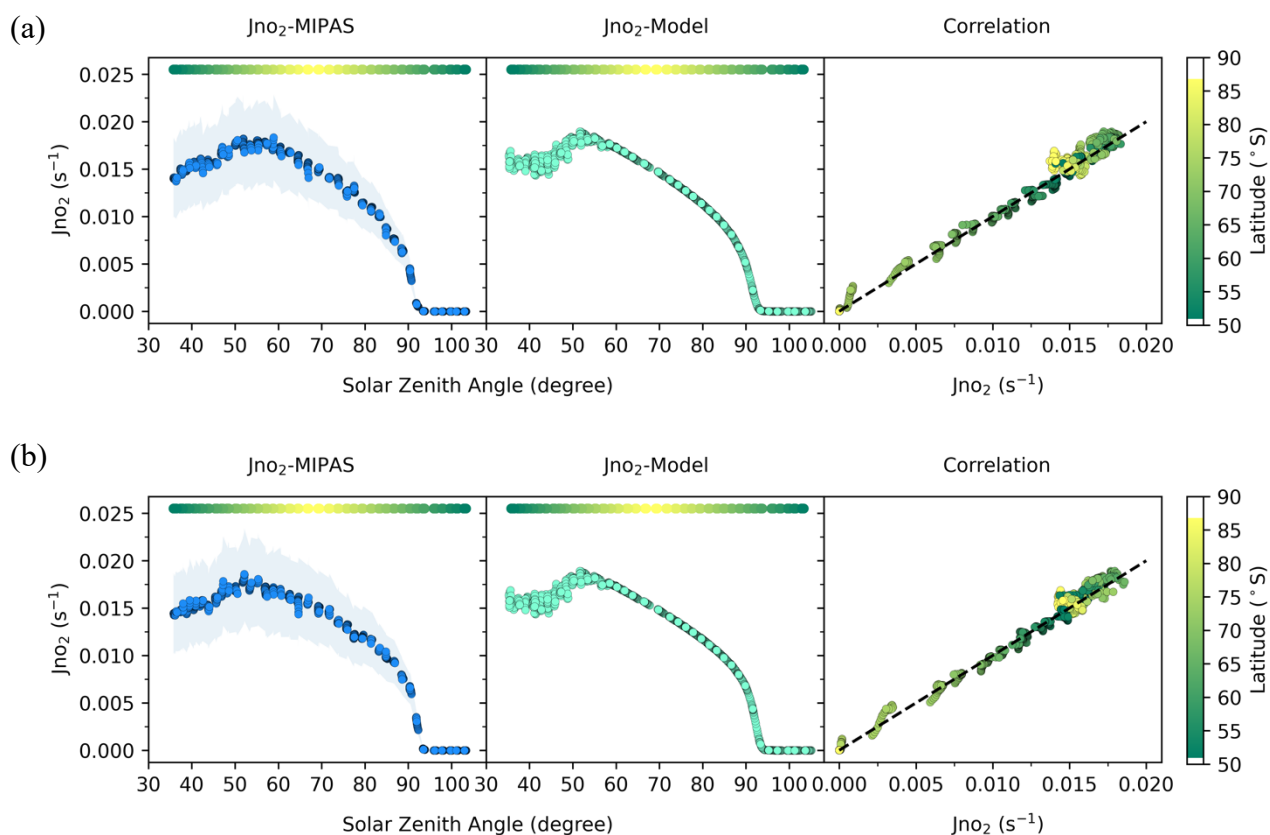 (a)
Jno₂-MIPAS Jno₂-Model Correlation
Jno₂ (s⁻¹)
0.025
0.020
0.015
0.010
0.005
0.000
30 40 50 60 70 80 90 100 30 40 50 60 70 80 90 100 0.000 0.005 0.010 0.015 0.020
Solar Zenith Angle (degree) Jno₂ (s⁻¹)
90
85
80
75
70
65
60
55
50
Latitude (°S)
(b)
Jno₂-MIPAS Jno₂-Model Correlation
Jno₂ (s⁻¹)
0.025
0.020
0.015
0.010
0.005
0.000
30 40 50 60 70 80 90 100 30 40 50 60 70 80 90 100 0.000 0.005 0.010 0.015 0.020
Solar Zenith Angle (degree) Jno₂ (s⁻¹)
90
85
80
75
70
65
60
55
50
Latitude (°S)